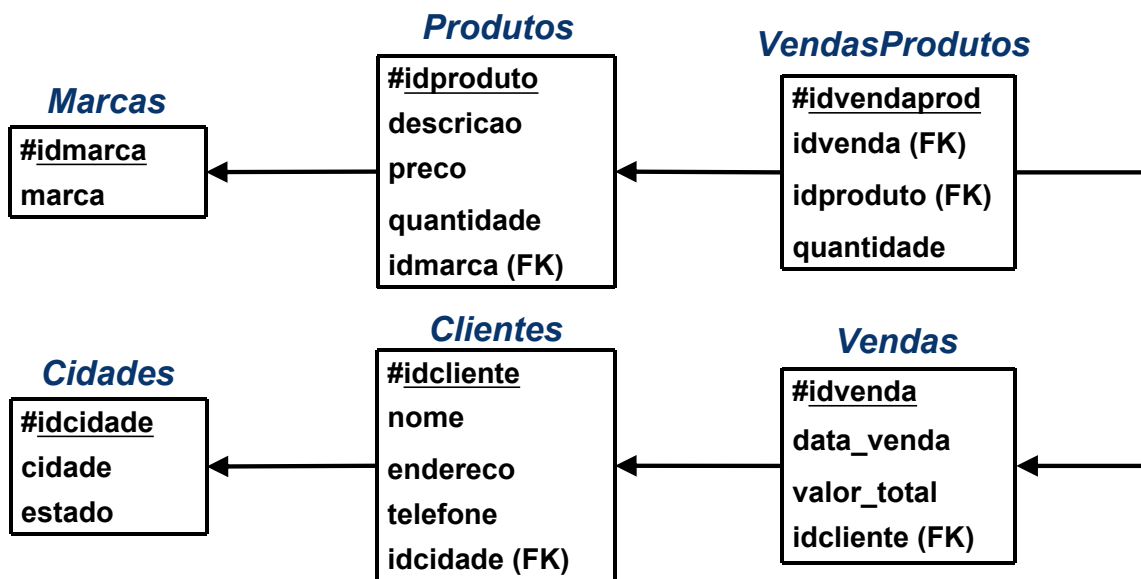 Marcas
#idmarca
marca
Produtos
#idproduto
descricao
preco
quantidade
idmarca (FK)
VendasProdutos
#idvendaprod
idvenda (FK)
idproduto (FK)
quantidade
Cidades
#idcidade
cidade
estado
Clientes
#idcliente
nome
endereco
telefone
idcidade (FK)
Vendas
#idvenda
data_venda
valor_total
idcliente (FK)